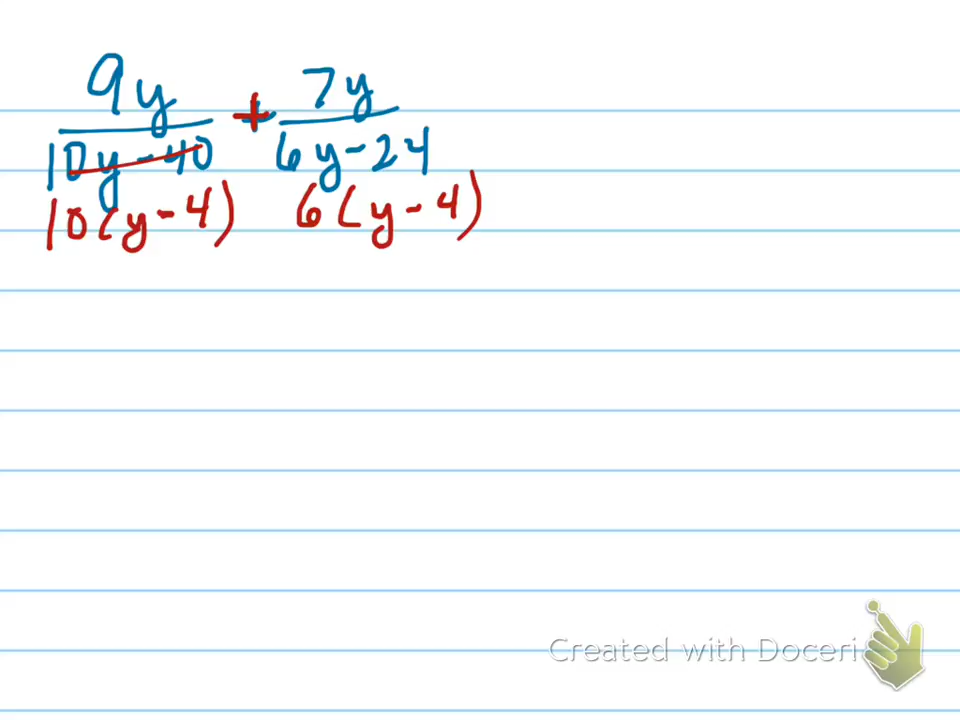 9y + 7y
10y - 40 6y - 24
10(y - 4) 6(y - 4)
Created with Doceri